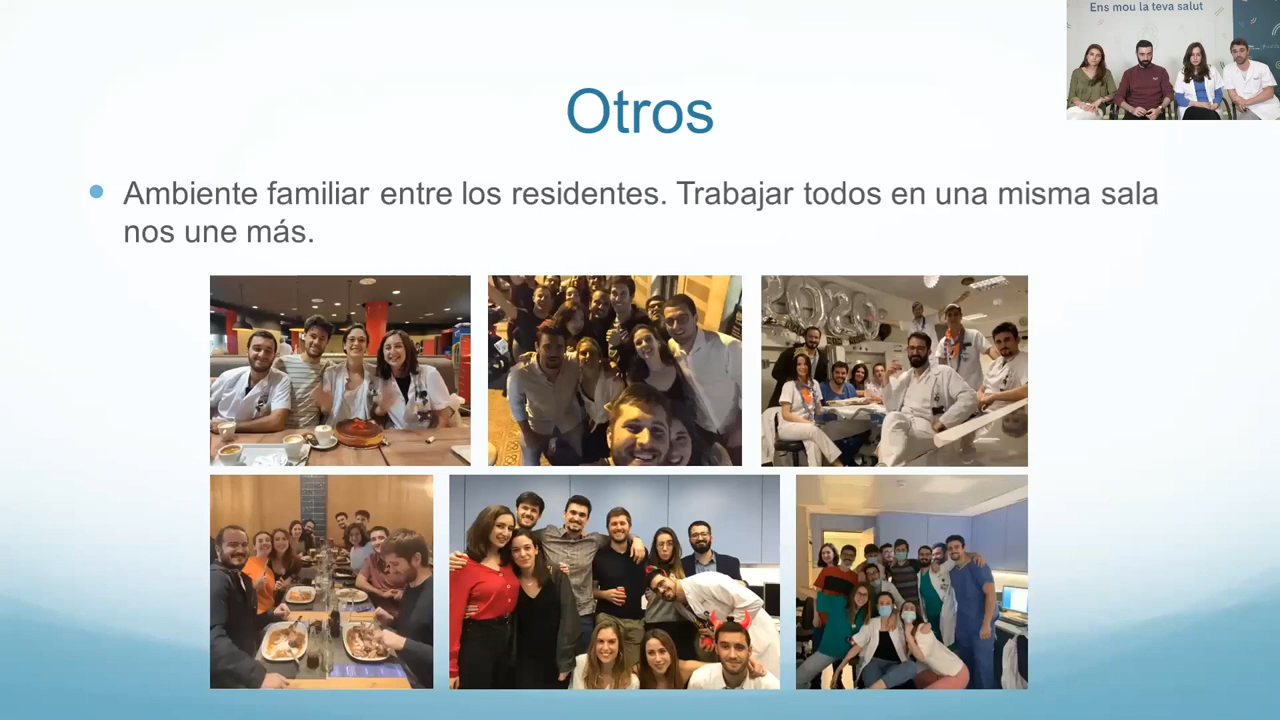 Ens mou la teva salut
Otros
Ambiente familiar entre los residentes. Trabajar todos en una misma sala
nos une más.
2020